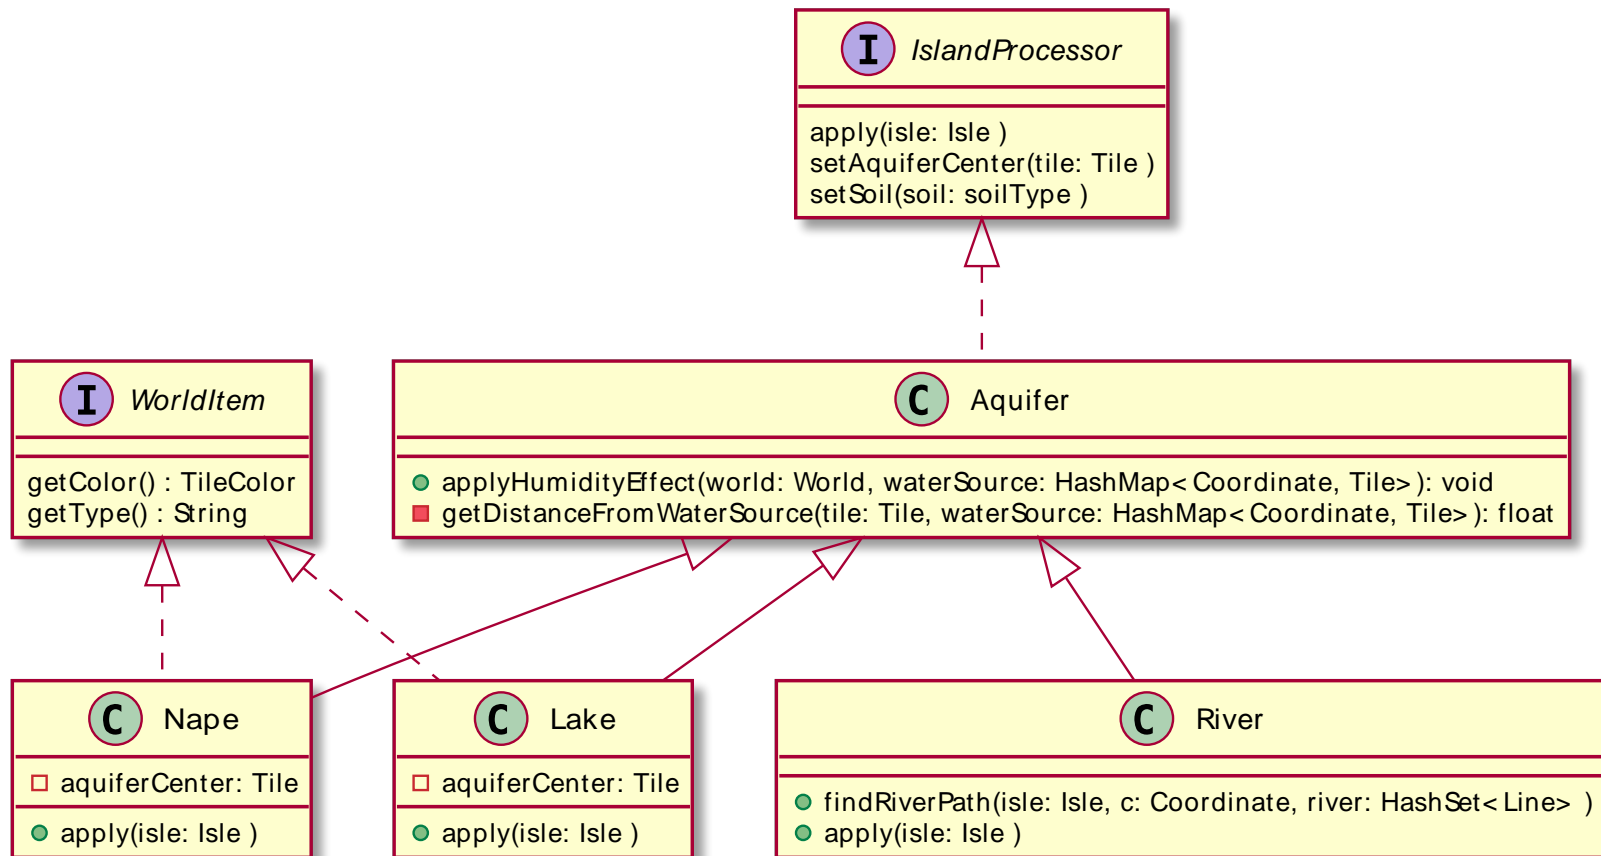 I IslandProcessor
apply(isle: Isle )
setAquiferCenter(tile: Tile )
setSoil(soil: soilType )
I WorldItem
getColor() : TileColor
getType() : String
C Aquifer
applyHumidityEffect(world: World, waterSource: HashMap<Coordinate, Tile>): void
getDistanceFromWaterSource(tile: Tile, waterSource: HashMap<Coordinate, Tile>): float
C Nape
aquiferCenter: Tile
apply(isle: Isle )
C Lake
aquiferCenter: Tile
apply(isle: Isle )
C River
findRiverPath(isle: Isle, c: Coordinate, river: HashSet<Line> )
apply(isle: Isle )